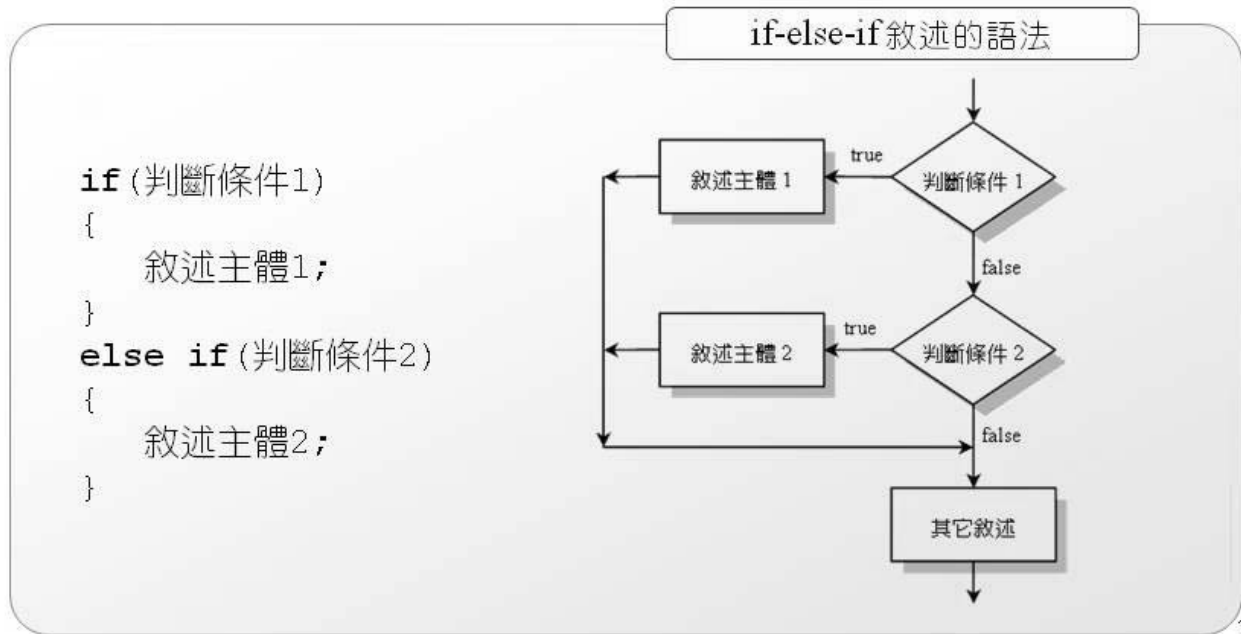 if-else-if敘述的語法
if(判斷條件1)
{
敘述主體1;
}
else if(判斷條件2)
{
敘述主體2;
}
判斷條件 1
true
敘述主體 1
false
判斷條件 2
true
敘述主體 2
false
其它敘述